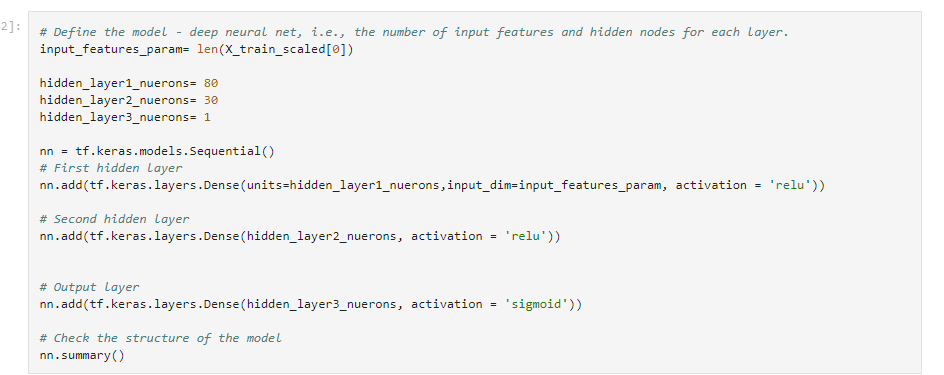 2]:
# Define the model - deep neural net, i.e., the number of input features and hidden nodes for each layer.
input_features_param= len(X_train_scaled[0])
hidden_layer1_nuerons= 80
hidden_layer2_nuerons= 30
hidden_layer3_nuerons= 1
nn = tf.keras.models.Sequential()
# First hidden layer
nn.add(tf.keras.layers.Dense(units=hidden_layer1_nuerons,input_dim=input_features_param, activation = 'relu'))
# Second hidden layer
nn.add(tf.keras.layers.Dense(hidden_layer2_nuerons, activation = 'relu'))
# Output layer
nn.add(tf.keras.layers.Dense(hidden_layer3_nuerons, activation = 'sigmoid'))
# Check the structure of the model
nn.summary()